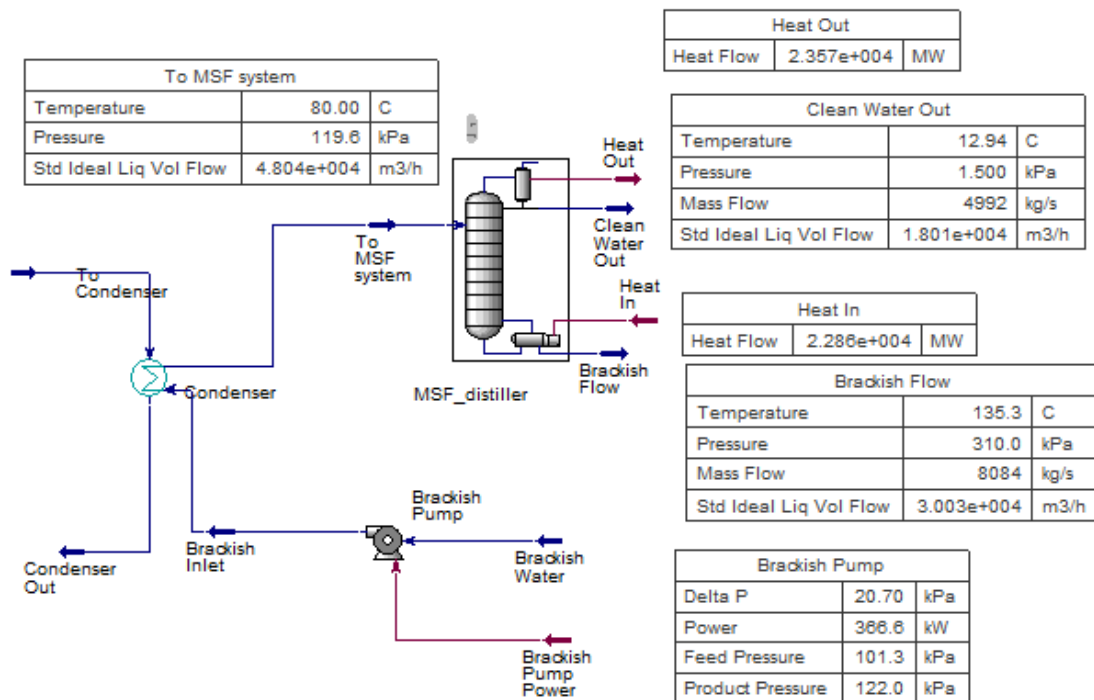 Heat Out
Heat Flow 2.357e+004 MW
To MSF system
Temperature 80.00 C
Pressure 119.6 kPa
Std Ideal Liq Vol Flow 4.804e+004 m3/h
Clean Water Out
Temperature 12.94 C
Pressure 1.500 kPa
Mass Flow 4992 kg/s
Std Ideal Liq Vol Flow 1.801e+004 m3/h
Heat
Out
Clean
Water
Out
To
MSF
system
To
Condenser
Heat
In
Heat In
Heat Flow 2.286e+004 MW
Brackish
Flow
MSF_distiller
Condenser
Brackish Flow
Temperature 135.3 C
Pressure 310.0 kPa
Mass Flow 8084 kg/s
Std Ideal Liq Vol Flow 3.003e+004 m3/h
Brackish
Pump
Brackish
Inlet
Brackish
Water
Condenser
Out
Brackish
Pump
Power
Brackish Pump
Delta P 20.70 kPa
Power 366.6 kW
Feed Pressure 101.3 kPa
Product Pressure 122.0 kPa